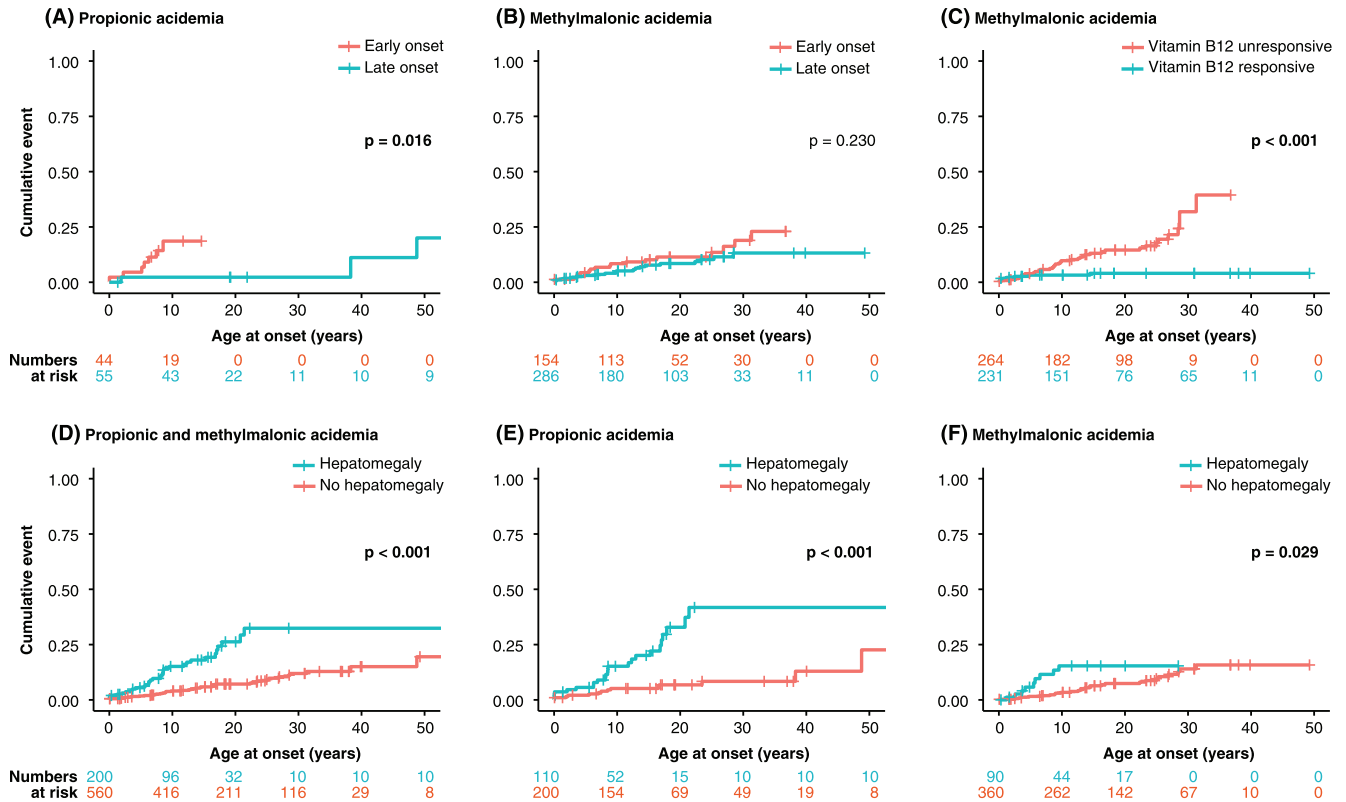 (A) Propionic acidemia
Early onset
Late onset
1.00
0.75
0.50
0.25
0.00
Cumulative event
p = 0.016
0 10 20 30 40 50
Age at onset (years)
Numbers at risk
44 19 0 0 0 0
55 43 22 11 10 9
(B) Methylmalonic acidemia
Early onset
Late onset
1.00
0.75
0.50
0.25
0.00
p = 0.230
0 10 20 30 40 50
Age at onset (years)
154 113 52 30 0 0
286 180 103 33 11 0
(C) Methylmalonic acidemia
Vitamin B12 unresponsive
Vitamin B12 responsive
1.00
0.75
0.50
0.25
0.00
p < 0.001
0 10 20 30 40 50
Age at onset (years)
264 182 98 9 0 0
231 151 76 65 11 0
(D) Propionic and methylmalonic acidemia
Hepatomegaly
No hepatomegaly
1.00
0.75
0.50
0.25
0.00
Cumulative event
p < 0.001
0 10 20 30 40 50
Age at onset (years)
Numbers at risk
200 96 32 10 10 10
560 416 211 116 29 8
(E) Propionic acidemia
Hepatomegaly
No hepatomegaly
1.00
0.75
0.50
0.25
0.00
p < 0.001
0 10 20 30 40 50
Age at onset (years)
110 52 15 10 10 10
200 154 69 49 19 8
(F) Methylmalonic acidemia
Hepatomegaly
No hepatomegaly
1.00
0.75
0.50
0.25
0.00
p = 0.029
0 10 20 30 40 50
Age at onset (years)
90 44 17 0 0 0
360 262 142 67 10 0